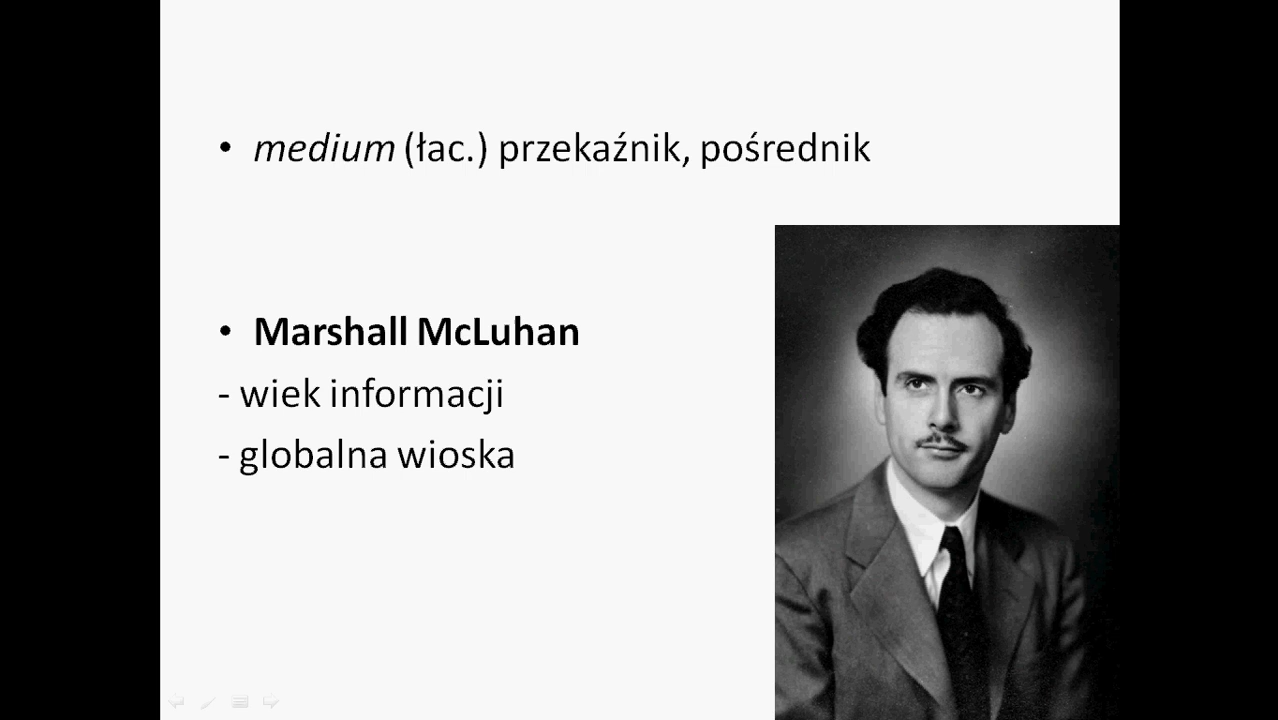 • medium (łac.) przekaźnik, pośrednik
• Marshall McLuhan
- wiek informacji
- globalna wioska